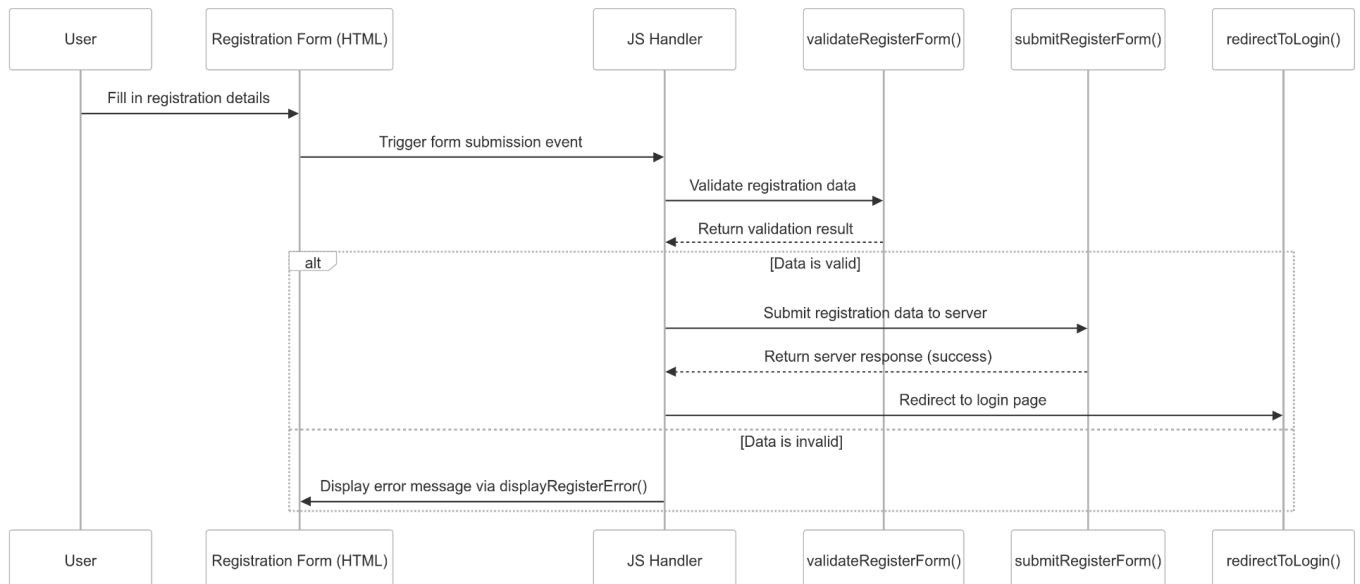 User
Registration Form (HTML)
JS Handler
validateRegisterForm()
submitRegisterForm()
redirectToLogin()
Fill in registration details
Trigger form submission event
Validate registration data
Return validation result
alt
[Data is valid]
Submit registration data to server
Return server response (success)
Redirect to login page
[Data is invalid]
Display error message via displayRegisterError()
User
Registration Form (HTML)
JS Handler
validateRegisterForm()
submitRegisterForm()
redirectToLogin()